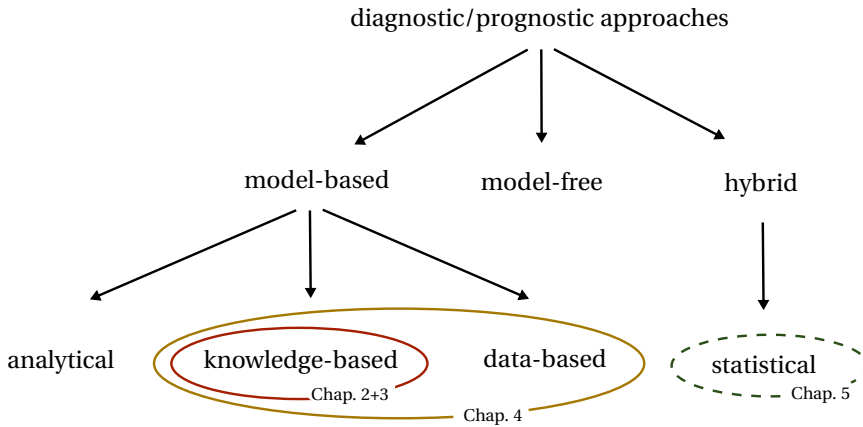 diagnostic/prognostic approaches
model-based
model-free
hybrid
analytical
knowledge-based
data-based
statistical
Chap. 2+3
Chap. 5
Chap. 4